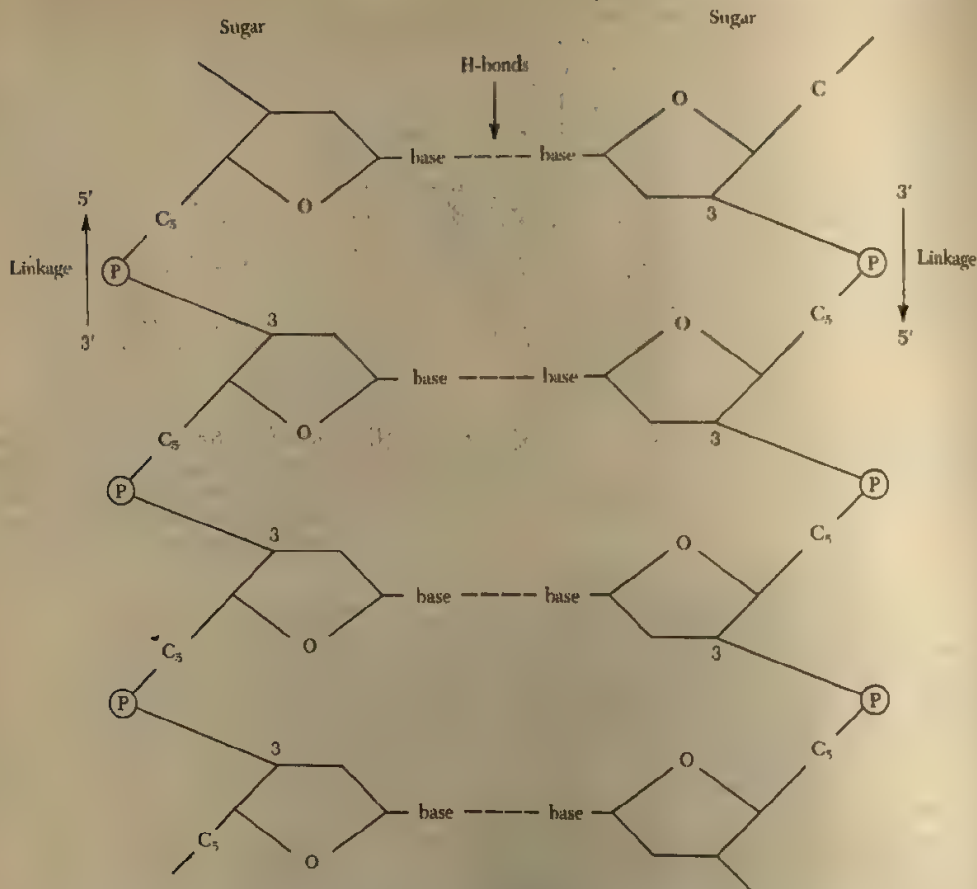 Sugar Sugar
H-bonds
O C
base base
O 3
5' C₅ 3'
Linkage P P Linkage
3' 3 C₅ 5'
O
base base
O 3
C₅
P P
3 C₅
O
base base
O 3
C₅
P P
3 C₅
O
base base
C₅ O